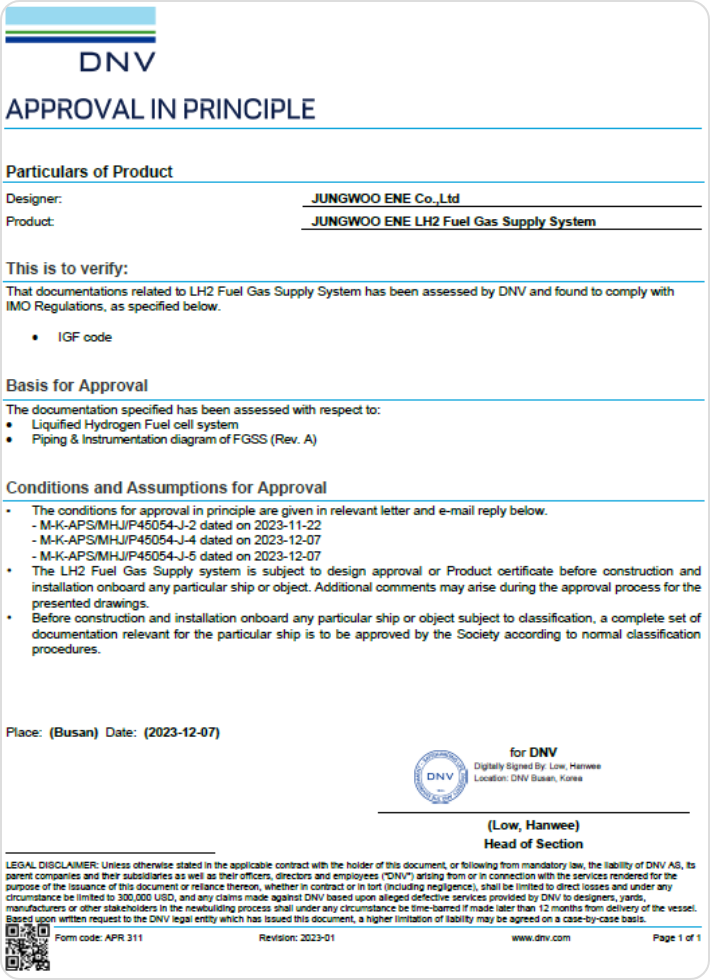 DNV
APPROVAL IN PRINCIPLE
Particulars of Product
Designer: JUNGWOO ENE Co.,Ltd
Product: JUNGWOO ENE LH2 Fuel Gas Supply System
This is to verify:
That documentations related to LH2 Fuel Gas Supply System has been assessed by DNV and found to comply with
IMO Regulations, as specified below.
• IGF code
Basis for Approval
The documentation specified has been assessed with respect to:
• Liquified Hydrogen Fuel cell system
• Piping & Instrumentation diagram of FGSS (Rev. A)
Conditions and Assumptions for Approval
• The conditions for approval in principle are given in relevant letter and e-mail reply below.
- M-K-APS/MHJ/P45054-J-2 dated on 2023-11-22
- M-K-APS/MHJ/P45054-J-4 dated on 2023-12-07
- M-K-APS/MHJ/P45054-J-5 dated on 2023-12-07
• The LH2 Fuel Gas Supply system is subject to design approval or Product certificate before construction and
installation onboard any particular ship or object. Additional comments may arise during the approval process for the
presented drawings.
• Before construction and installation onboard any particular ship or object subject to classification, a complete set of
documentation relevant for the particular ship is to be approved by the Society according to normal classification
procedures.
Place: (Busan) Date: (2023-12-07)
for DNV
DNV
Digitally Signed By: Low, Hanwee
Location: DNV Busan, Korea
(Low, Hanwee)
Head of Section
LEGAL DISCLAIMER: Unless otherwise stated in the applicable contract with the holder of this document, or following from mandatory law, the liability of DNV AS, its
parent companies and their subsidiaries as well as their officers, directors and employees ("DNV") arising from or in connection with the services rendered for the
purpose of the issuance of this document or reliance thereon, whether in contract or in tort (including negligence), shall be limited to direct losses and under any
circumstance be limited to 300,000 USD, and any claims made against DNV based upon alleged defective services provided by DNV to designers, yards,
manufacturers or other stakeholders in the newbuilding process shall under any circumstance be time-barred if made later than 12 months from delivery of the vessel.
Based upon written request to the DNV legal entity which has issued this document, a higher limitation of liability may be agreed on a case-by-case basis.
Form code: APR 311 Revision: 2023-01 www.dnv.com Page 1 of 1